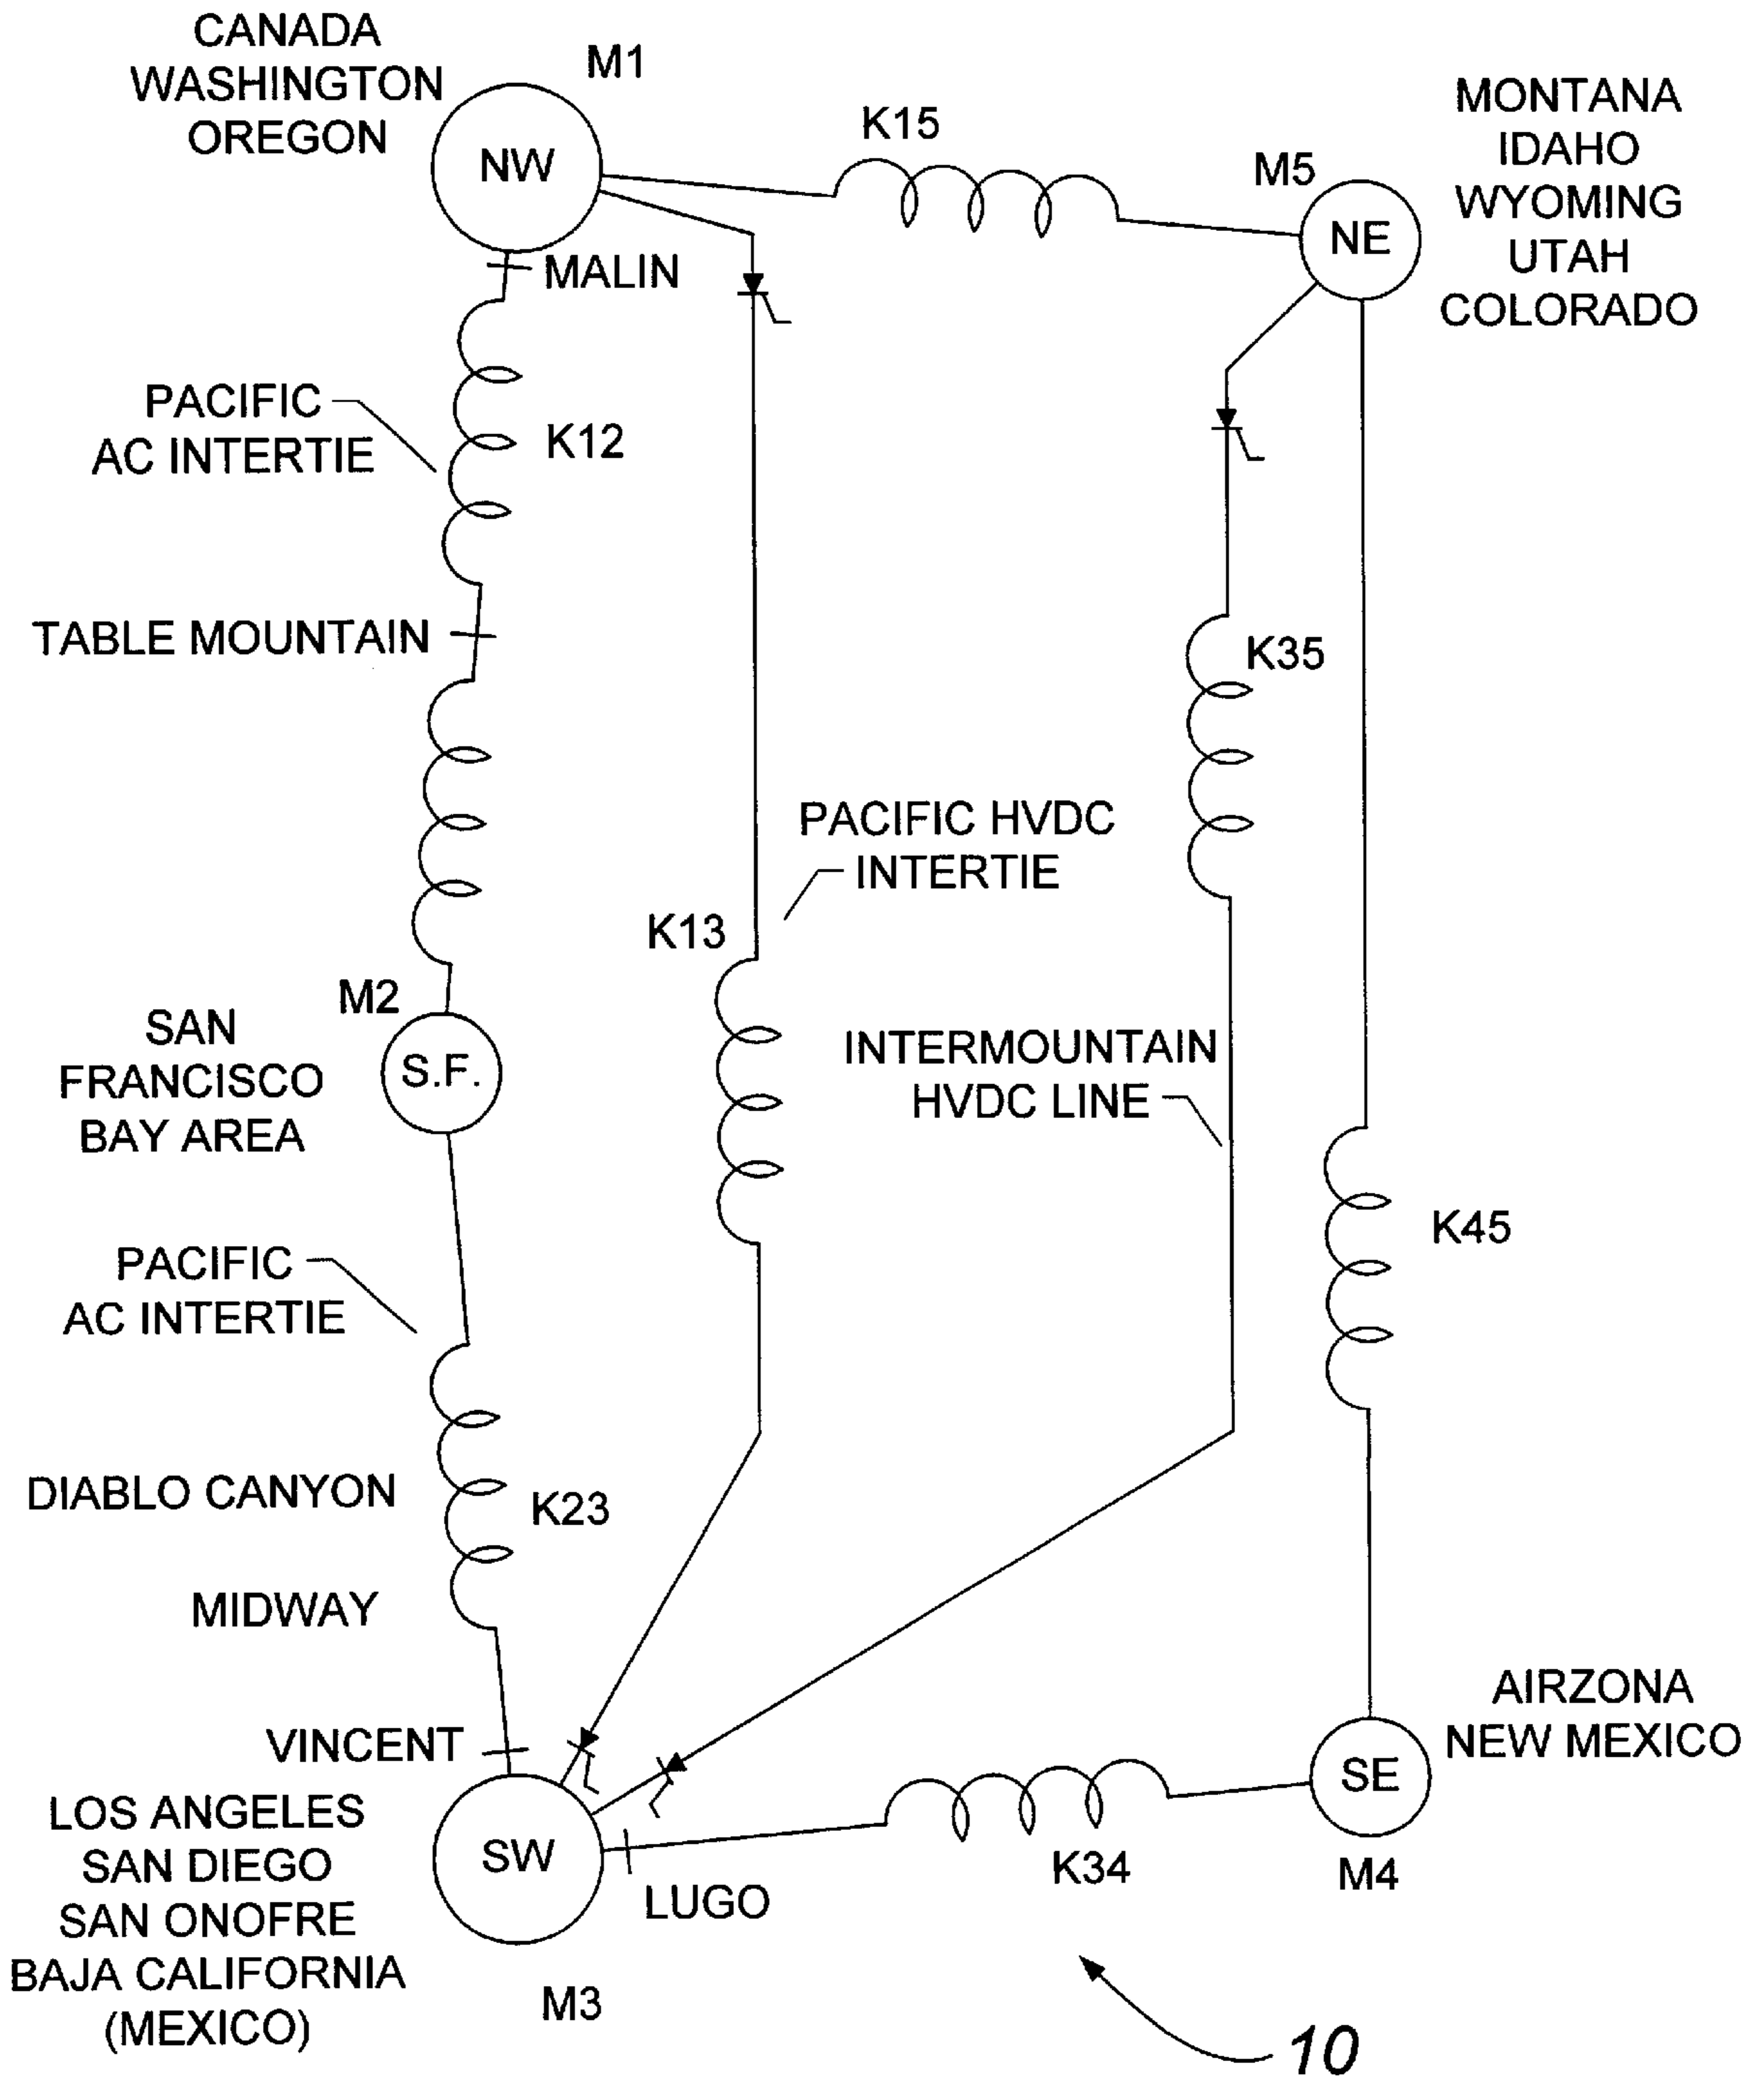 CANADA
WASHINGTON
OREGON
M1
NW
K15
M5
NE
MONTANA
IDAHO
WYOMING
UTAH
COLORADO
MALIN
PACIFIC
AC INTERTIE
K12
TABLE MOUNTAIN
K35
PACIFIC HVDC
INTERTIE
K13
M2
S.F.
SAN
FRANCISCO
BAY AREA
INTERMOUNTAIN
HVDC LINE
K45
PACIFIC
AC INTERTIE
DIABLO CANYON
K23
MIDWAY
VINCENT
AIRZONA
NEW MEXICO
SE
M4
K34
LUGO
SW
LOS ANGELES
SAN DIEGO
SAN ONOFRE
BAJA CALIFORNIA
(MEXICO)
M3
10